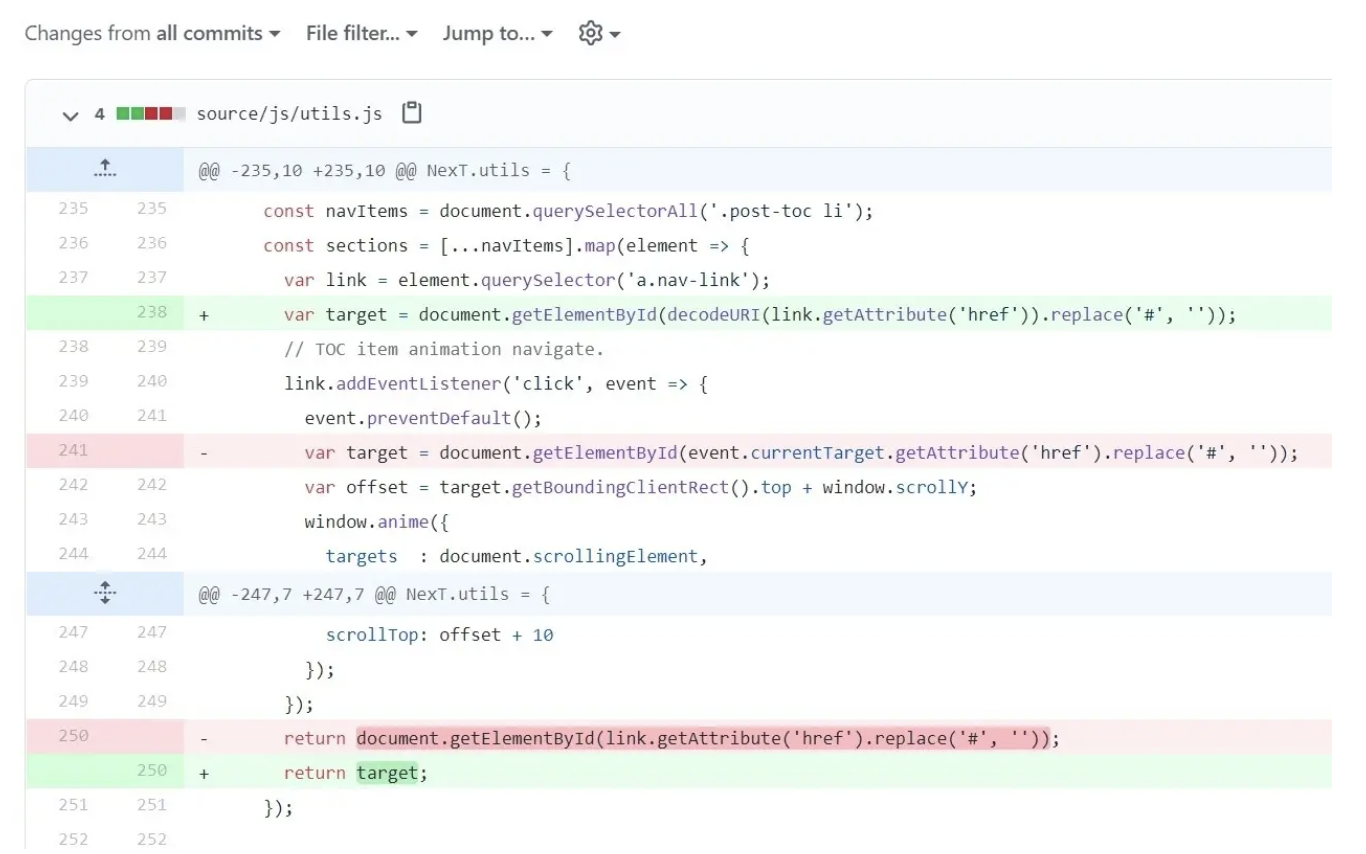 Changes from all commits File filter... Jump to...
4 source/js/utils.js
@@ -235,10 +235,10 @@ NexT.utils = {
235 235 const navItems = document.querySelectorAll('.post-toc li');
236 236 const sections = [...navItems].map(element => {
237 237 var link = element.querySelector('a.nav-link');
238 + var target = document.getElementById(decodeURI(link.getAttribute('href')).replace('#', ''));
238 239 // TOC item animation navigate.
239 240 link.addEventListener('click', event => {
240 241 event.preventDefault();
241 - var target = document.getElementById(event.currentTarget.getAttribute('href').replace('#', ''));
242 242 var offset = target.getBoundingClientRect().top + window.scrollY;
243 243 window.anime({
244 244 targets : document.scrollingElement,
@@ -247,7 +247,7 @@ NexT.utils = {
247 247 scrollTop: offset + 10
248 248 });
249 249 });
250 - return document.getElementById(link.getAttribute('href').replace('#', ''));
250 + return target;
251 251 });
252 252